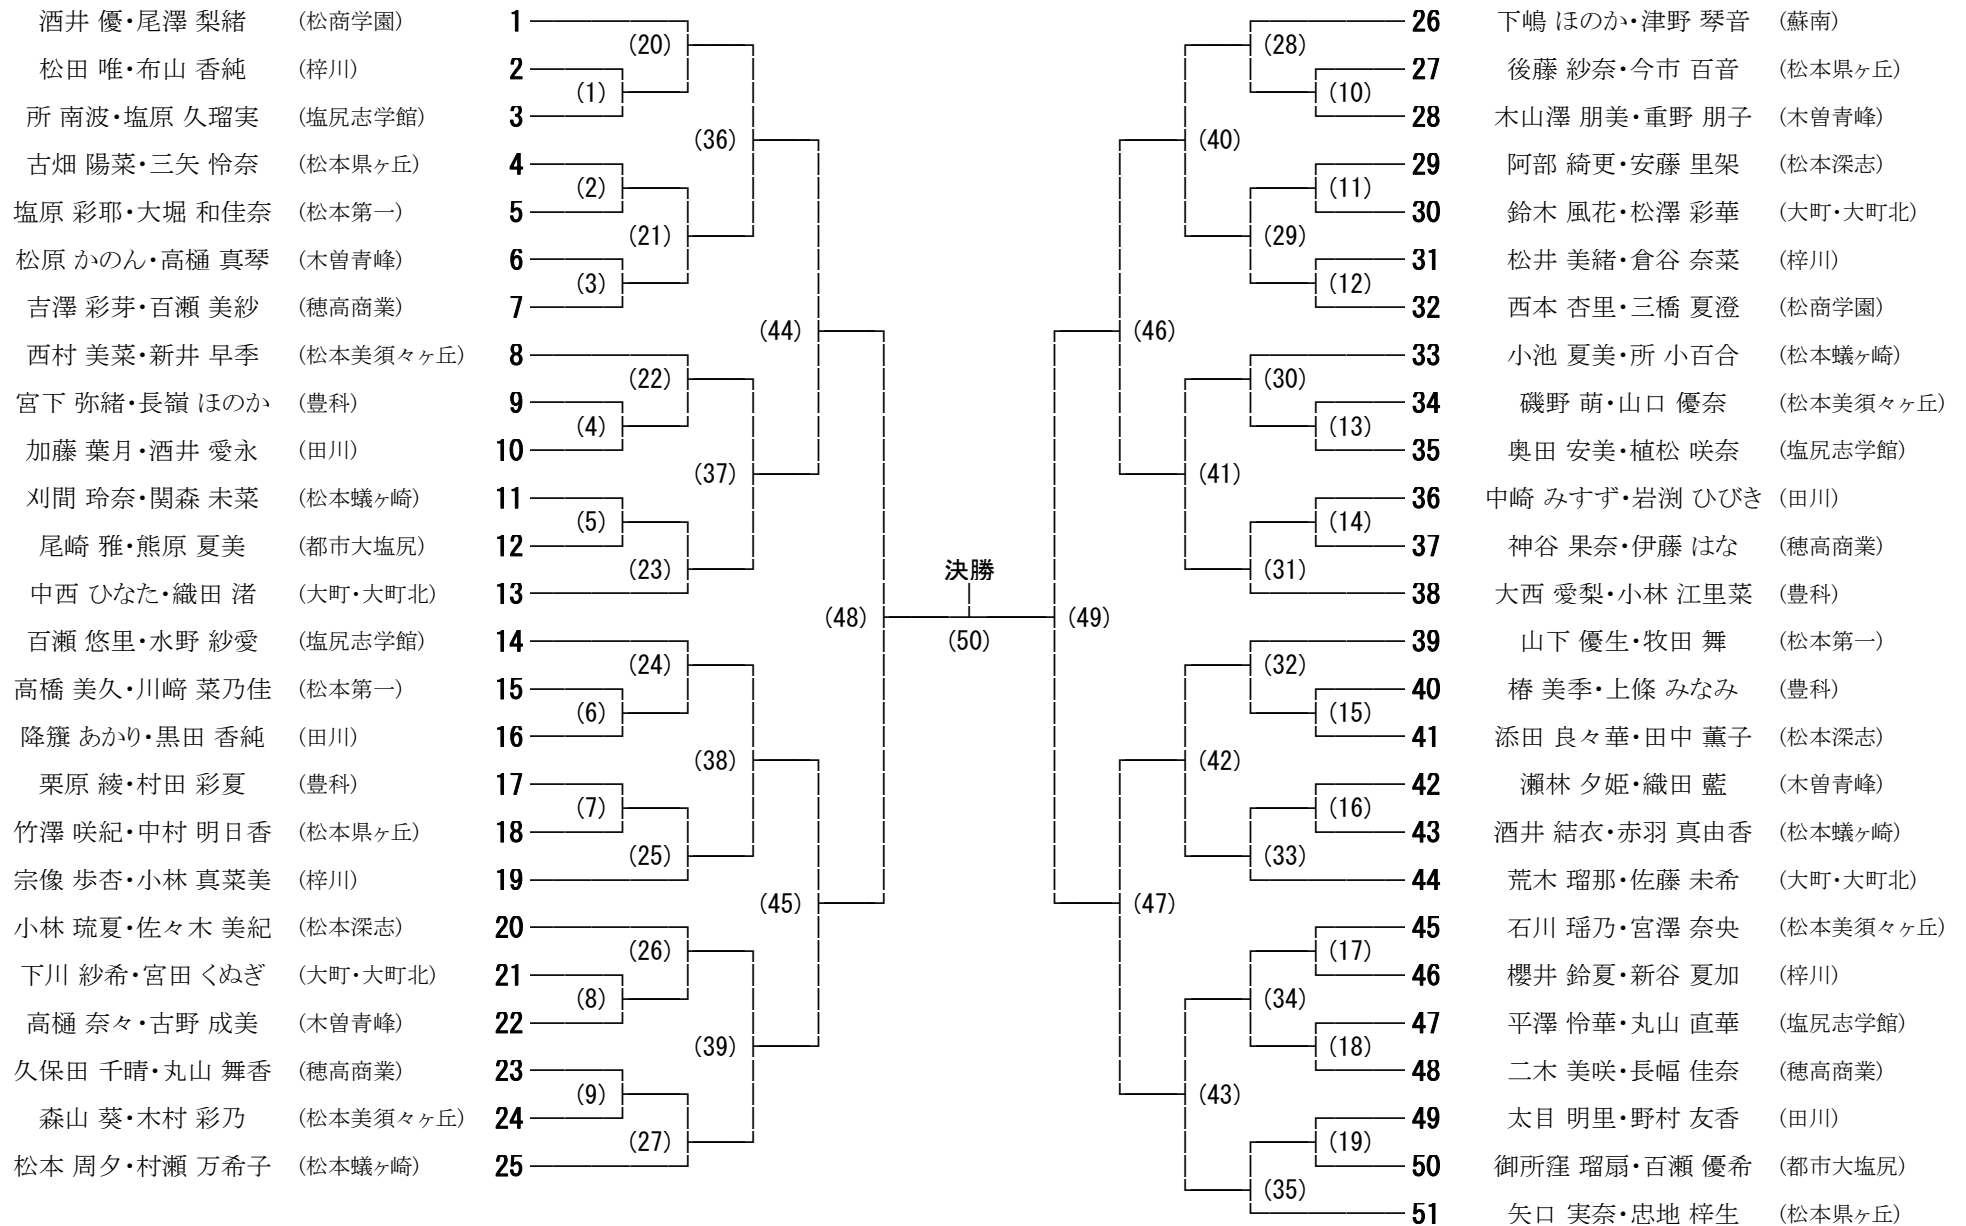 酒井 優・尾澤 梨緒 (松商学園) 1
松田 唯・布山 香純 (梓川) 2
所 南波・塩原 久瑠実 (塩尻志学館) 3
古畑 陽菜・三矢 怜奈 (松本県ヶ丘) 4
塩原 彩耶・大堀 和佳奈 (松本第一) 5
松原 かのん・高樋 真琴 (木曽青峰) 6
吉澤 彩芽・百瀬 美紗 (穂高商業) 7
西村 美菜・新井 早季 (松本美須々ヶ丘) 8
宮下 弥緒・長嶺 ほのか (豊科) 9
加藤 葉月・酒井 愛永 (田川) 10
刈間 玲奈・関森 未菜 (松本蟻ヶ崎) 11
尾崎 雅・熊原 夏美 (都市大塩尻) 12
中西 ひなた・織田 渚 (大町・大町北) 13
百瀬 悠里・水野 紗愛 (塩尻志学館) 14
高橋 美久・川﨑 菜乃佳 (松本第一) 15
降籏 あかり・黒田 香純 (田川) 16
栗原 綾・村田 彩夏 (豊科) 17
竹澤 咲紀・中村 明日香 (松本県ヶ丘) 18
宗像 歩杏・小林 真菜美 (梓川) 19
小林 琉夏・佐々木 美紀 (松本深志) 20
下川 紗希・宮田 くぬぎ (大町・大町北) 21
高樋 奈々・古野 成美 (木曽青峰) 22
久保田 千晴・丸山 舞香 (穂高商業) 23
森山 葵・木村 彩乃 (松本美須々ヶ丘) 24
松本 周夕・村瀬 万希子 (松本蟻ヶ崎) 25
(1)
(2)
(3)
(4)
(5)
(6)
(7)
(8)
(9)
(20)
(21)
(22)
(23)
(24)
(25)
(26)
(27)
(36)
(37)
(38)
(39)
(44)
(45)
(48)
決勝
(50)
(49)
(46)
(47)
(40)
(41)
(42)
(43)
(28)
(29)
(30)
(31)
(32)
(33)
(34)
(35)
(10)
(11)
(12)
(13)
(14)
(15)
(16)
(17)
(18)
(19)
26 下嶋 ほのか・津野 琴音 (蘇南)
27 後藤 紗奈・今市 百音 (松本県ヶ丘)
28 木山澤 朋美・重野 朋子 (木曽青峰)
29 阿部 綺更・安藤 里架 (松本深志)
30 鈴木 風花・松澤 彩華 (大町・大町北)
31 松井 美緒・倉谷 奈菜 (梓川)
32 西本 杏里・三橋 夏澄 (松商学園)
33 小池 夏美・所 小百合 (松本蟻ヶ崎)
34 磯野 萌・山口 優奈 (松本美須々ヶ丘)
35 奥田 安美・植松 咲奈 (塩尻志学館)
36 中崎 みすず・岩渕 ひびき (田川)
37 神谷 果奈・伊藤 はな (穂高商業)
38 大西 愛梨・小林 江里菜 (豊科)
39 山下 優生・牧田 舞 (松本第一)
40 椿 美季・上條 みなみ (豊科)
41 添田 良々華・田中 薫子 (松本深志)
42 瀬林 夕姫・織田 藍 (木曽青峰)
43 酒井 結衣・赤羽 真由香 (松本蟻ヶ崎)
44 荒木 瑠那・佐藤 未希 (大町・大町北)
45 石川 瑶乃・宮澤 奈央 (松本美須々ヶ丘)
46 櫻井 鈴夏・新谷 夏加 (梓川)
47 平澤 怜華・丸山 直華 (塩尻志学館)
48 二木 美咲・長幅 佳奈 (穂高商業)
49 太目 明里・野村 友香 (田川)
50 御所窪 瑠扇・百瀬 優希 (都市大塩尻)
51 矢口 実奈・忠地 梓生 (松本県ヶ丘)